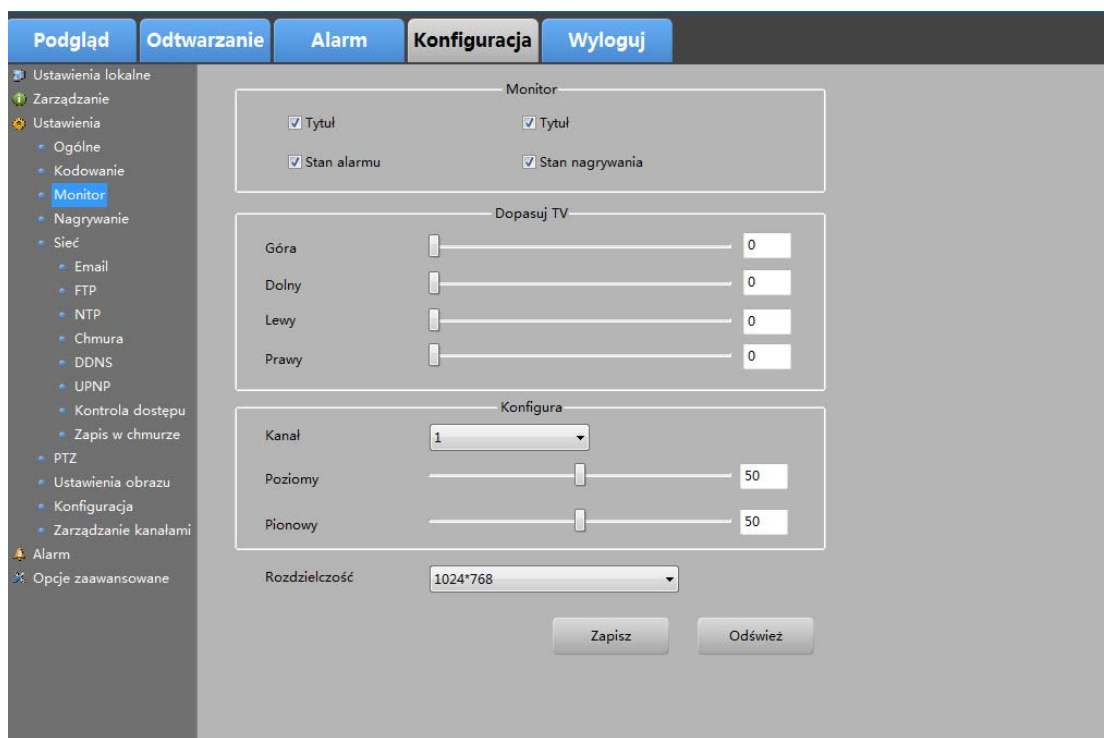 Podgląd Odtwarzanie Alarm Konfiguracja Wyloguj
Ustawienia lokalne
Zarządzanie
Ustawienia
Ogólne
Kodowanie
Monitor
Nagrywanie
Sieć
Email
FTP
NTP
Chmura
DDNS
UPNP
Kontrola dostępu
Zapis w chmurze
PTZ
Ustawienia obrazu
Konfiguracja
Zarządzanie kanałami
Alarm
Opcje zaawansowane
Monitor
Tytuł Tytuł
Stan alarmu Stan nagrywania
Dopasuj TV
Góra 0
Dolny 0
Lewy 0
Prawy 0
Konfigura
Kanał 1
Poziomy 50
Pionowy 50
Rozdzielczość 1024*768
Zapisz Odśwież